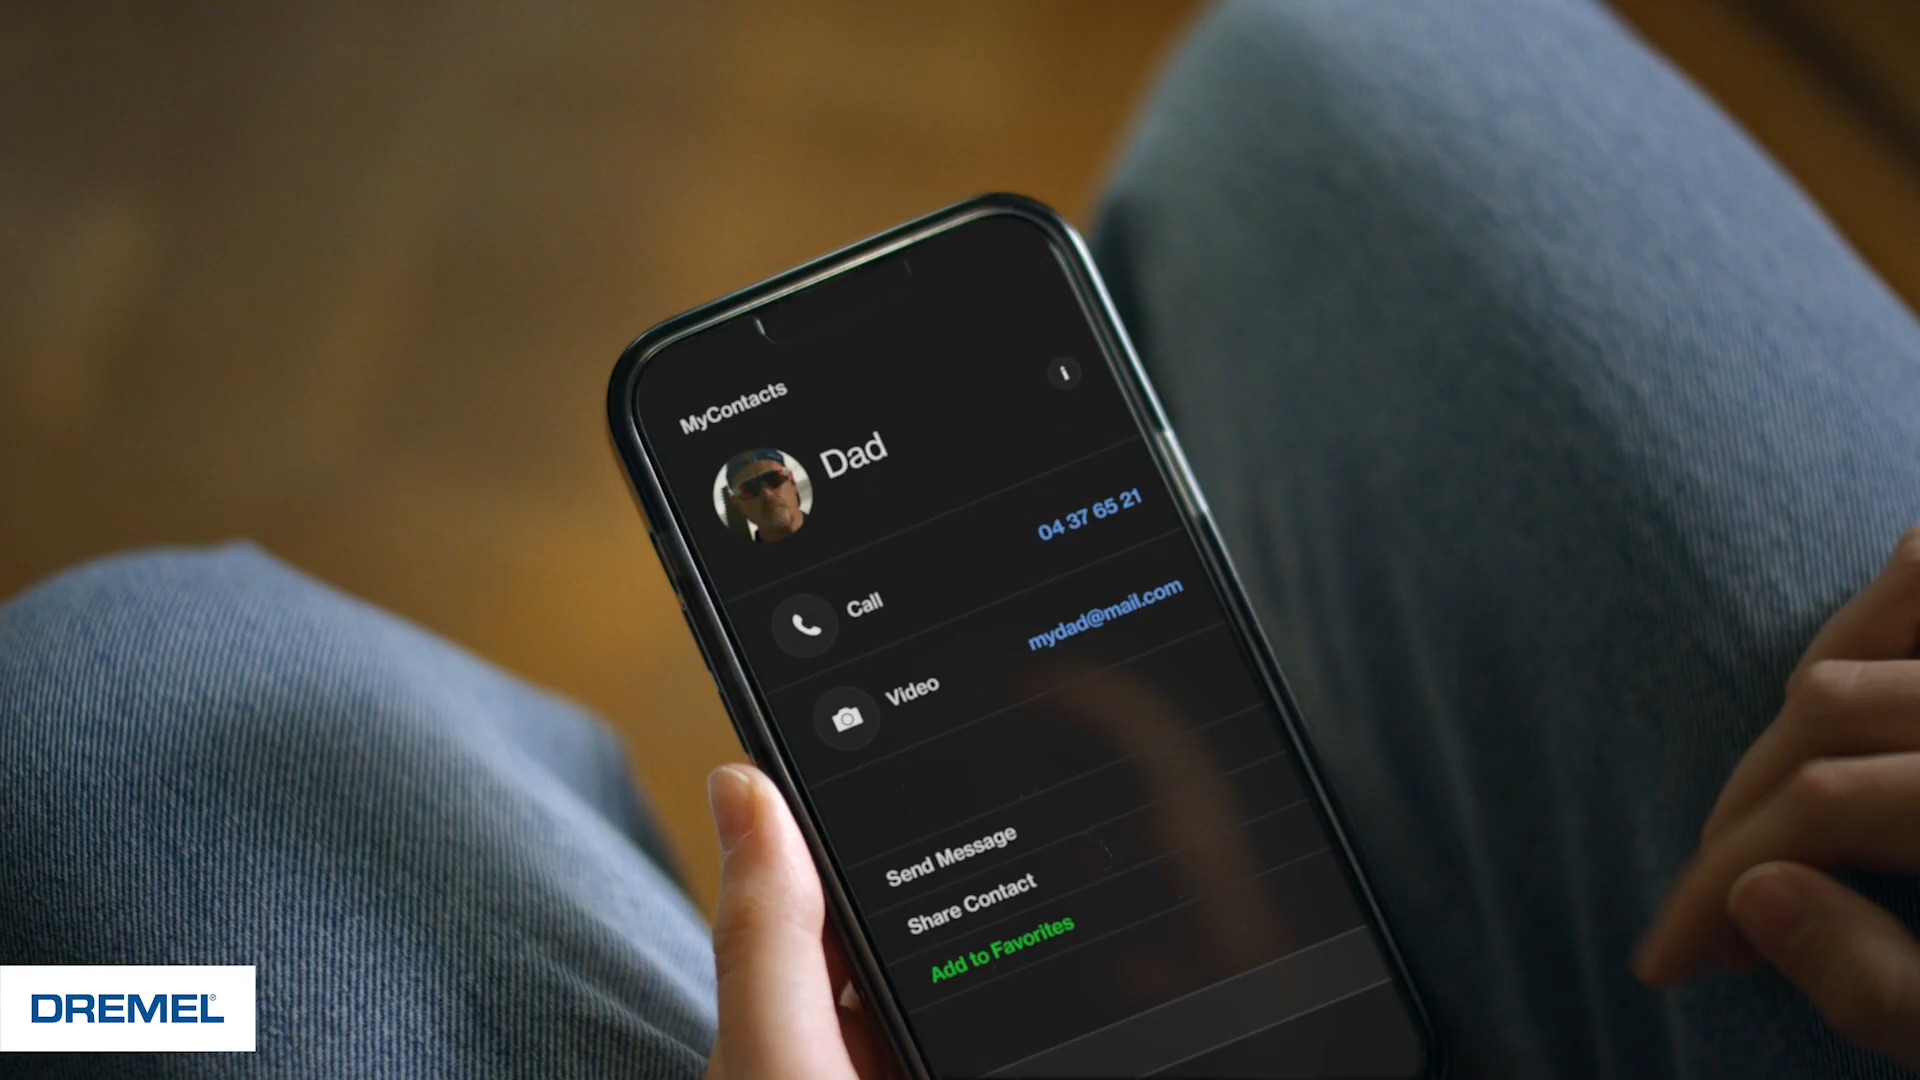 MyContacts
i
Dad
04 37 65 21
Call
mydad@mail.com
Video
Send Message
Share Contact
Add to Favorites
DREMEL®